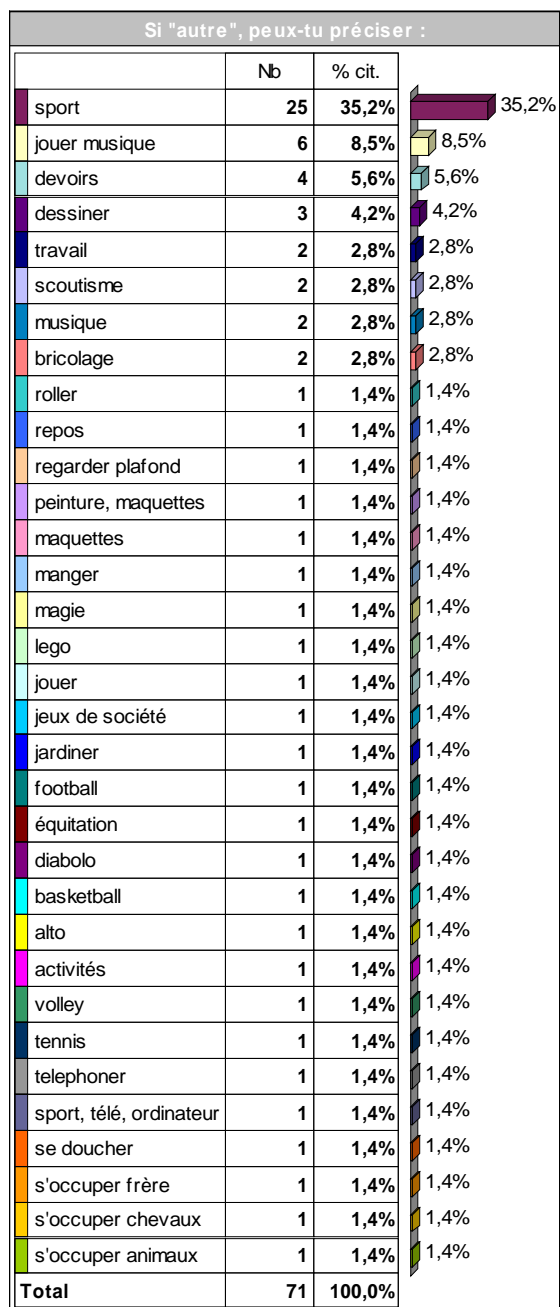 Si "autre", peux-tu préciser :
Nb % cit.
sport 25 35,2% 35,2%
jouer musique 6 8,5% 8,5%
devoirs 4 5,6% 5,6%
dessiner 3 4,2% 4,2%
travail 2 2,8% 2,8%
scoutisme 2 2,8% 2,8%
musique 2 2,8% 2,8%
bricolage 2 2,8% 2,8%
roller 1 1,4% 1,4%
repos 1 1,4% 1,4%
regarder plafond 1 1,4% 1,4%
peinture, maquettes 1 1,4% 1,4%
maquettes 1 1,4% 1,4%
manger 1 1,4% 1,4%
magie 1 1,4% 1,4%
lego 1 1,4% 1,4%
jouer 1 1,4% 1,4%
jeux de société 1 1,4% 1,4%
jardiner 1 1,4% 1,4%
football 1 1,4% 1,4%
équitation 1 1,4% 1,4%
diabolo 1 1,4% 1,4%
basketball 1 1,4% 1,4%
alto 1 1,4% 1,4%
activités 1 1,4% 1,4%
volley 1 1,4% 1,4%
tennis 1 1,4% 1,4%
telephoner 1 1,4% 1,4%
sport, télé, ordinateur 1 1,4% 1,4%
se doucher 1 1,4% 1,4%
s'occuper frère 1 1,4% 1,4%
s'occuper chevaux 1 1,4% 1,4%
s'occuper animaux 1 1,4% 1,4%
Total 71 100,0%